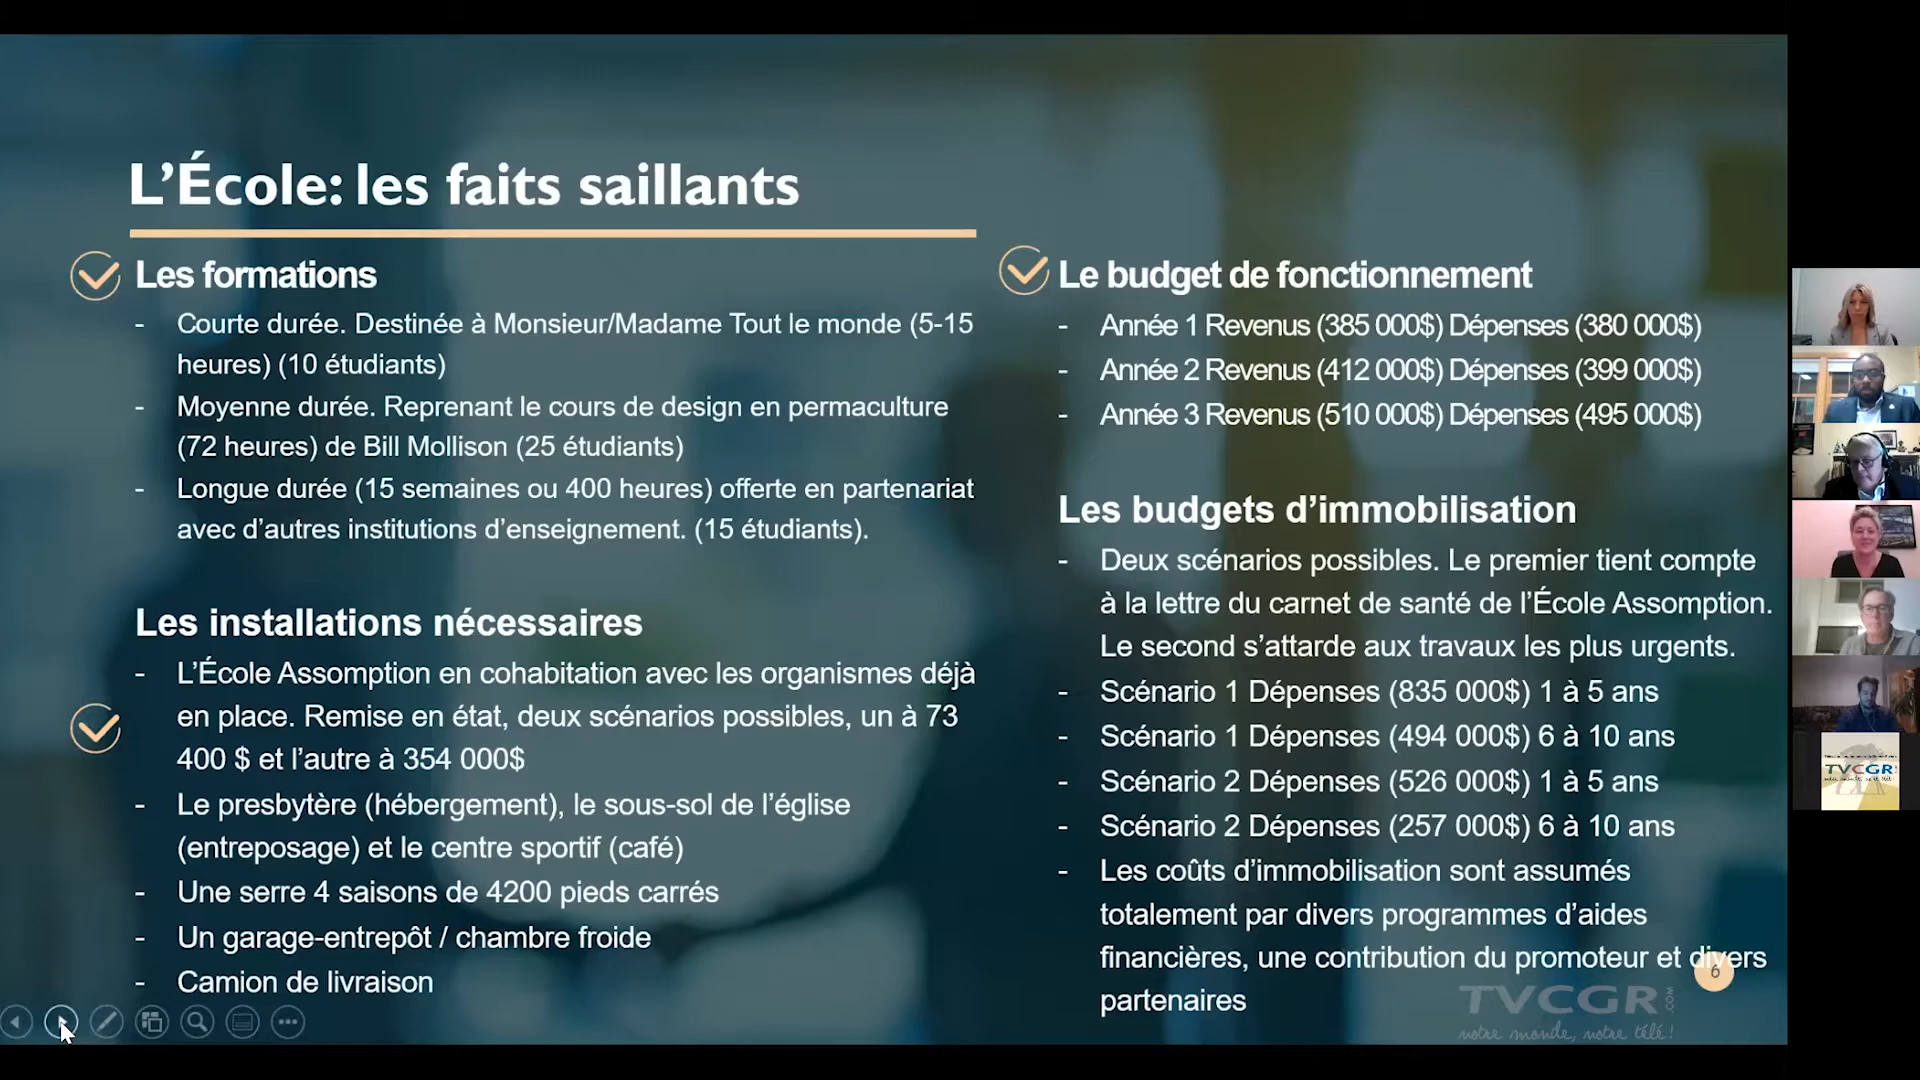 L'École: les faits saillants
Les formations
- Courte durée. Destinée à Monsieur/Madame Tout le monde (5-15
heures) (10 étudiants)
- Moyenne durée. Reprenant le cours de design en permaculture
(72 heures) de Bill Mollison (25 étudiants)
- Longue durée (15 semaines ou 400 heures) offerte en partenariat
avec d'autres institutions d'enseignement. (15 étudiants).
Les installations nécessaires
- L'École Assomption en cohabitation avec les organismes déjà
en place. Remise en état, deux scénarios possibles, un à 73
400 $ et l'autre à 354 000$
- Le presbytère (hébergement), le sous-sol de l'église
(entreposage) et le centre sportif (café)
- Une serre 4 saisons de 4200 pieds carrés
- Un garage-entrepôt / chambre froide
- Camion de livraison
Le budget de fonctionnement
- Année 1 Revenus (385 000$) Dépenses (380 000$)
- Année 2 Revenus (412 000$) Dépenses (399 000$)
- Année 3 Revenus (510 000$) Dépenses (495 000$)
Les budgets d'immobilisation
- Deux scénarios possibles. Le premier tient compte
à la lettre du carnet de santé de l'École Assomption.
Le second s'attarde aux travaux les plus urgents.
- Scénario 1 Dépenses (835 000$) 1 à 5 ans
- Scénario 1 Dépenses (494 000$) 6 à 10 ans
- Scénario 2 Dépenses (526 000$) 1 à 5 ans
- Scénario 2 Dépenses (257 000$) 6 à 10 ans
- Les coûts d'immobilisation sont assumés
totalement par divers programmes d'aides
financières, une contribution du promoteur et divers
partenaires
6
TVCGR.COM
notre monde, notre télé!
TVCGR